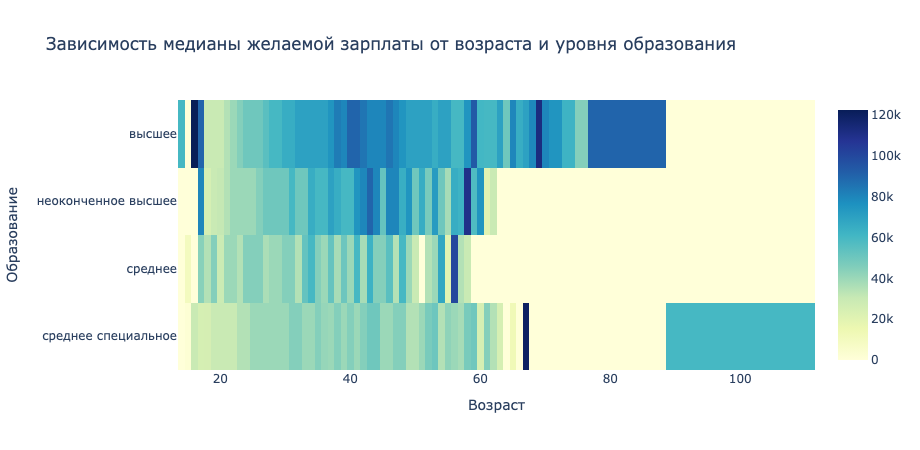 Зависимость медианы желаемой зарплаты от возраста и уровня образования
Образование
высшее
неоконченное высшее
среднее
среднее специальное
20 40 60 80 100
Возраст
120k
100k
80k
60k
40k
20k
0